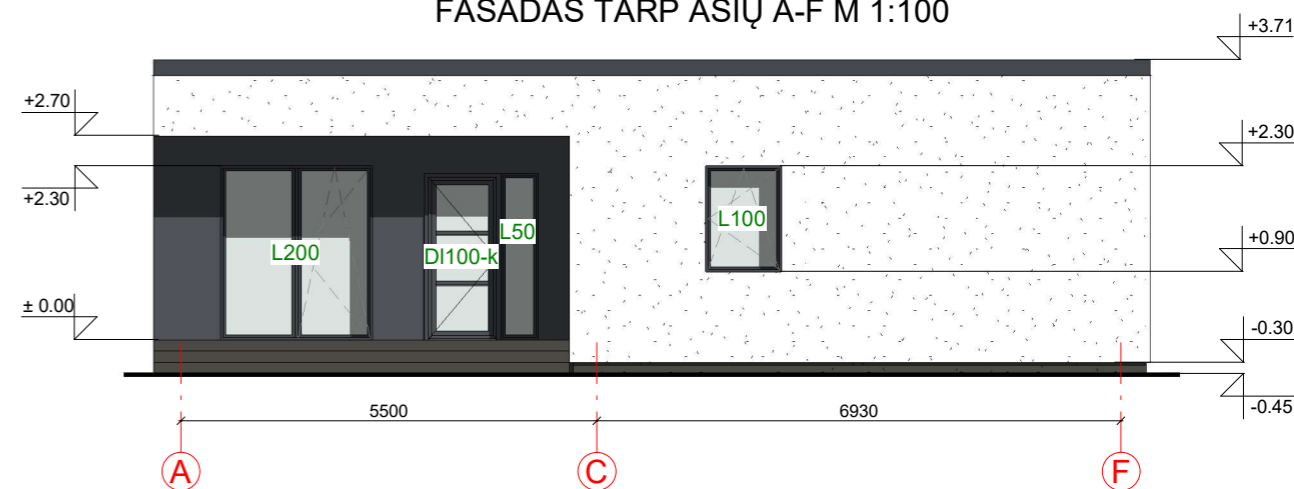 FASADAS TARP AŠIŲ A-F M 1:100
+3.71
+2.70
+2.30
+2.30
L200
DI100-k
L50
L100
+0.90
± 0.00
-0.30
-0.45
5500
6930
A
C
F